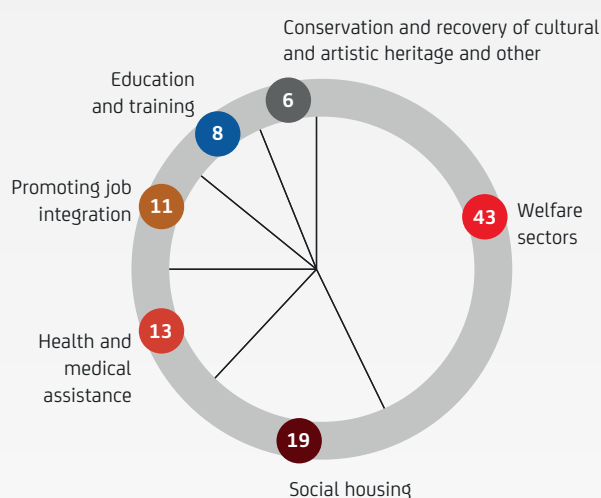 Conservation and recovery of cultural
and artistic heritage and other
6
Education
and training
8
Promoting job
integration
11
43
Welfare
sectors
13
Health and
medical
assistance
19
Social housing